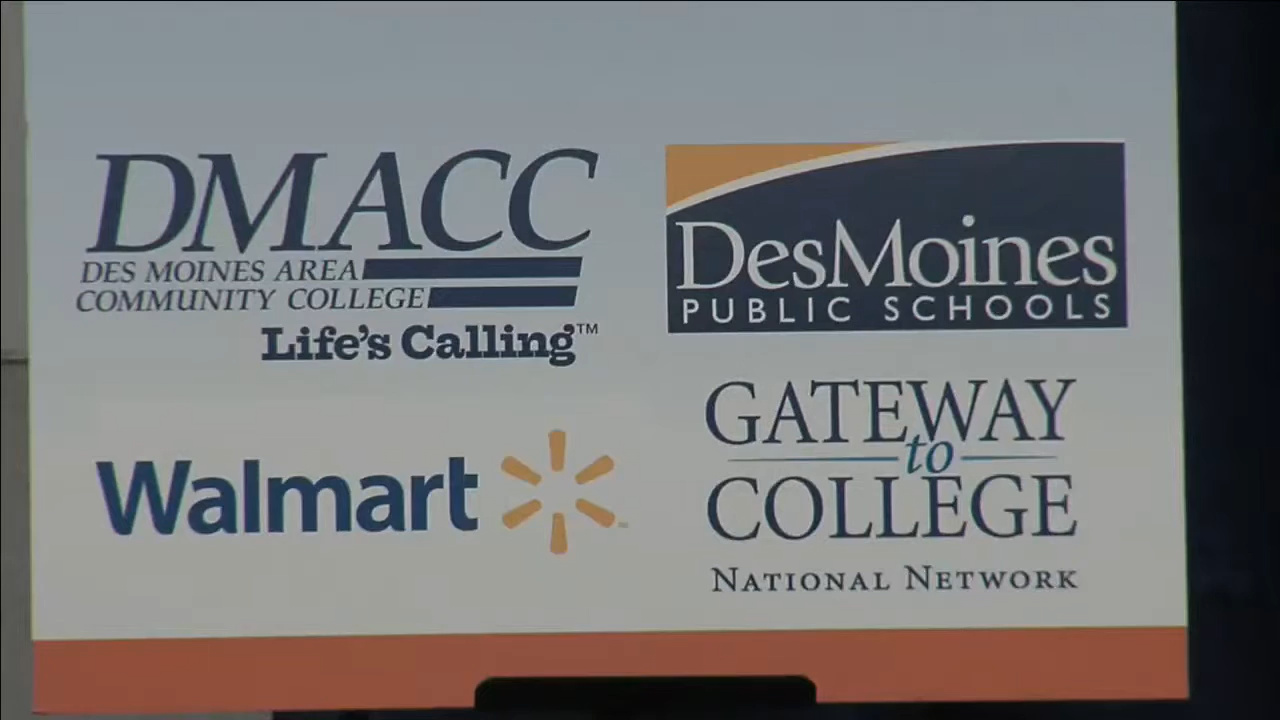 DMACC
DES MOINES AREA
COMMUNITY COLLEGE
Life's Calling™
DesMoines
PUBLIC SCHOOLS
Walmart
GATEWAY
to
COLLEGE
NATIONAL NETWORK